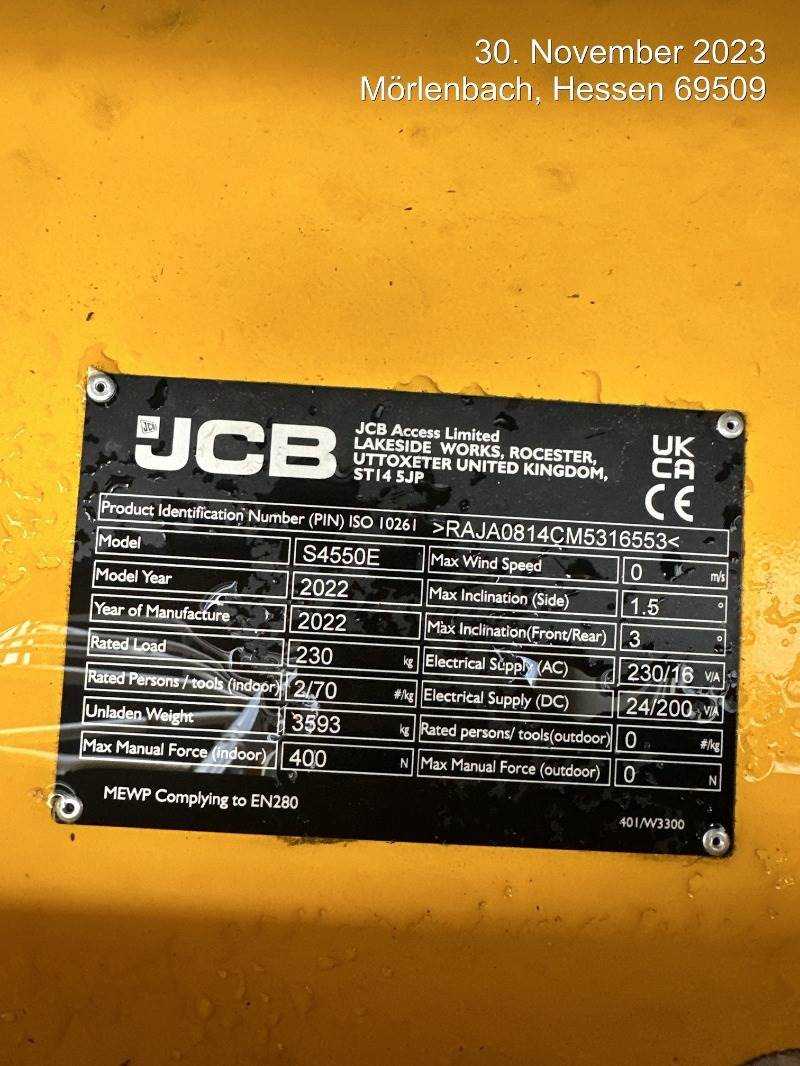 30. November 2023
Mörlenbach, Hessen 69509
JCB
JCB Access Limited
LAKESIDE WORKS, ROCESTER,
UTTOXETER UNITED KINGDOM,
ST14 5JP
UK
CA
CE
Product Identification Number (PIN) ISO 10261 >RAJA0814CM5316553<
Model S4550E Max Wind Speed 0 m/s
Model Year 2022 Max Inclination (Side) 1.5 °
Year of Manufacture 2022 Max Inclination(Front/Rear) 3 °
Rated Load 230 kg Electrical Supply (AC) 230/16 V/A
Rated Persons / tools (indoor) 2/70 #/kg Electrical Supply (DC) 24/200 V/A
Unladen Weight 3593 kg Rated persons/ tools(outdoor) 0 #/kg
Max Manual Force (indoor) 400 N Max Manual Force (outdoor) 0 N
MEWP Complying to EN280
401/W3300